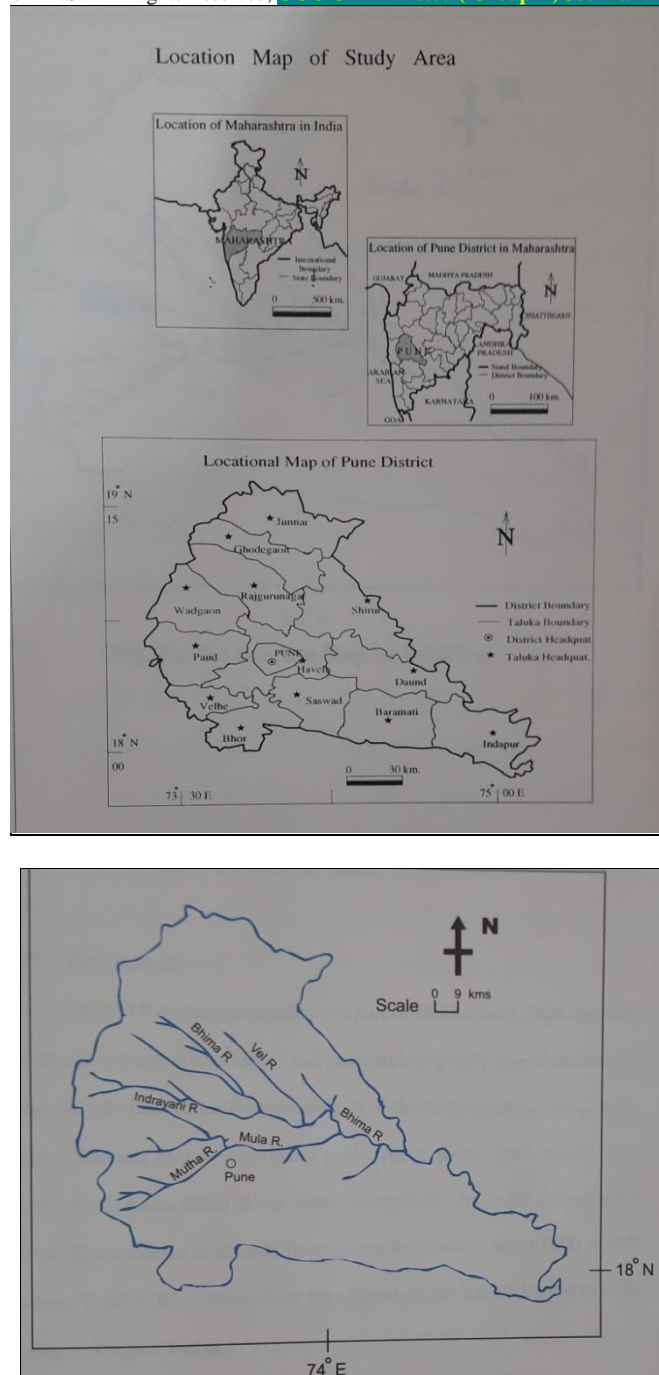 Location Map of Study Area
Location of Maharashtra in India
N
MAHARASHTRA
International
Boundary
State Boundary
0 500 km.
Location of Pune District in Maharashtra
GUJARAT
MADHYA PRADESH
N
PUNE
ANDHRA
PRADESH
ARABIAN
SEA
State Boundary
District Boundary
KARNATAKA
0 100 km.
GOA
Locational Map of Pune District
19° N
15
Junnar
N
Ghodegaon
Rajgurunagar
Wadgaon
Shirur
District Boundary
Taluka Boundary
District Headquat.
Taluka Headquat.
PUNE
Paud
Haveli
Daund
Velhe
Saswad
Baramati
Bhor
Indapur
18° N
00
0 30 km.
73° 30 E
75° 00 E
N
Scale 0 9 kms
Bhima R
Vel R
Indrayani R
Bhima R
Mula R.
Mutha R.
Pune
18° N
74° E